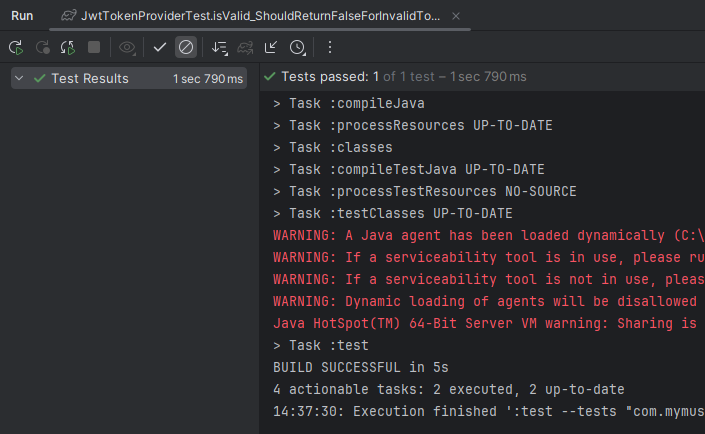 Run JwtTokenProviderTest.isValid_ShouldReturnFalseForInvalidTo...
Test Results 1 sec 790 ms
Tests passed: 1 of 1 test – 1 sec 790 ms
> Task :compileJava
> Task :processResources UP-TO-DATE
> Task :classes
> Task :compileTestJava UP-TO-DATE
> Task :processTestResources NO-SOURCE
> Task :testClasses UP-TO-DATE
WARNING: A Java agent has been loaded dynamically (C:\
WARNING: If a serviceability tool is in use, please ru
WARNING: If a serviceability tool is not in use, pleas
WARNING: Dynamic loading of agents will be disallowed
Java HotSpot(TM) 64-Bit Server VM warning: Sharing is
> Task :test
BUILD SUCCESSFUL in 5s
4 actionable tasks: 2 executed, 2 up-to-date
14:37:30: Execution finished ':test --tests "com.mymus